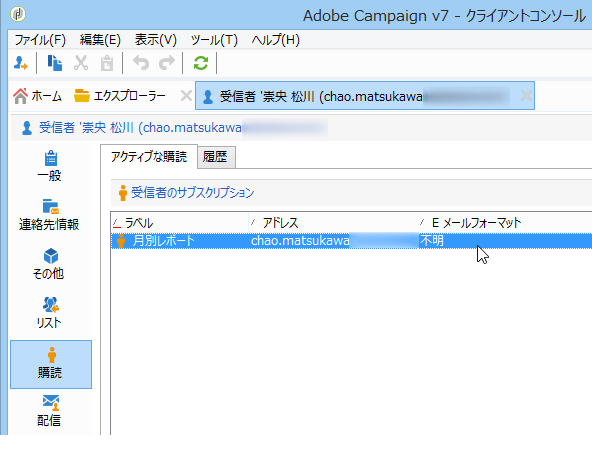 Adobe Campaign v7 - クライアントコンソール
ファイル(F) 編集(E) 表示(V) ツール(T) ヘルプ(H)
ホーム エクスプローラー 受信者 '崇央 松川 (chao.matsukawa
受信者 '崇央 松川 (chao.matsukawa
一般
連絡先情報
その他
リスト
購読
配信
アクティブな購読 履歴
受信者のサブスクリプション
ラベル アドレス E メールフォーマット
月別レポート chao.matsukawa 不明